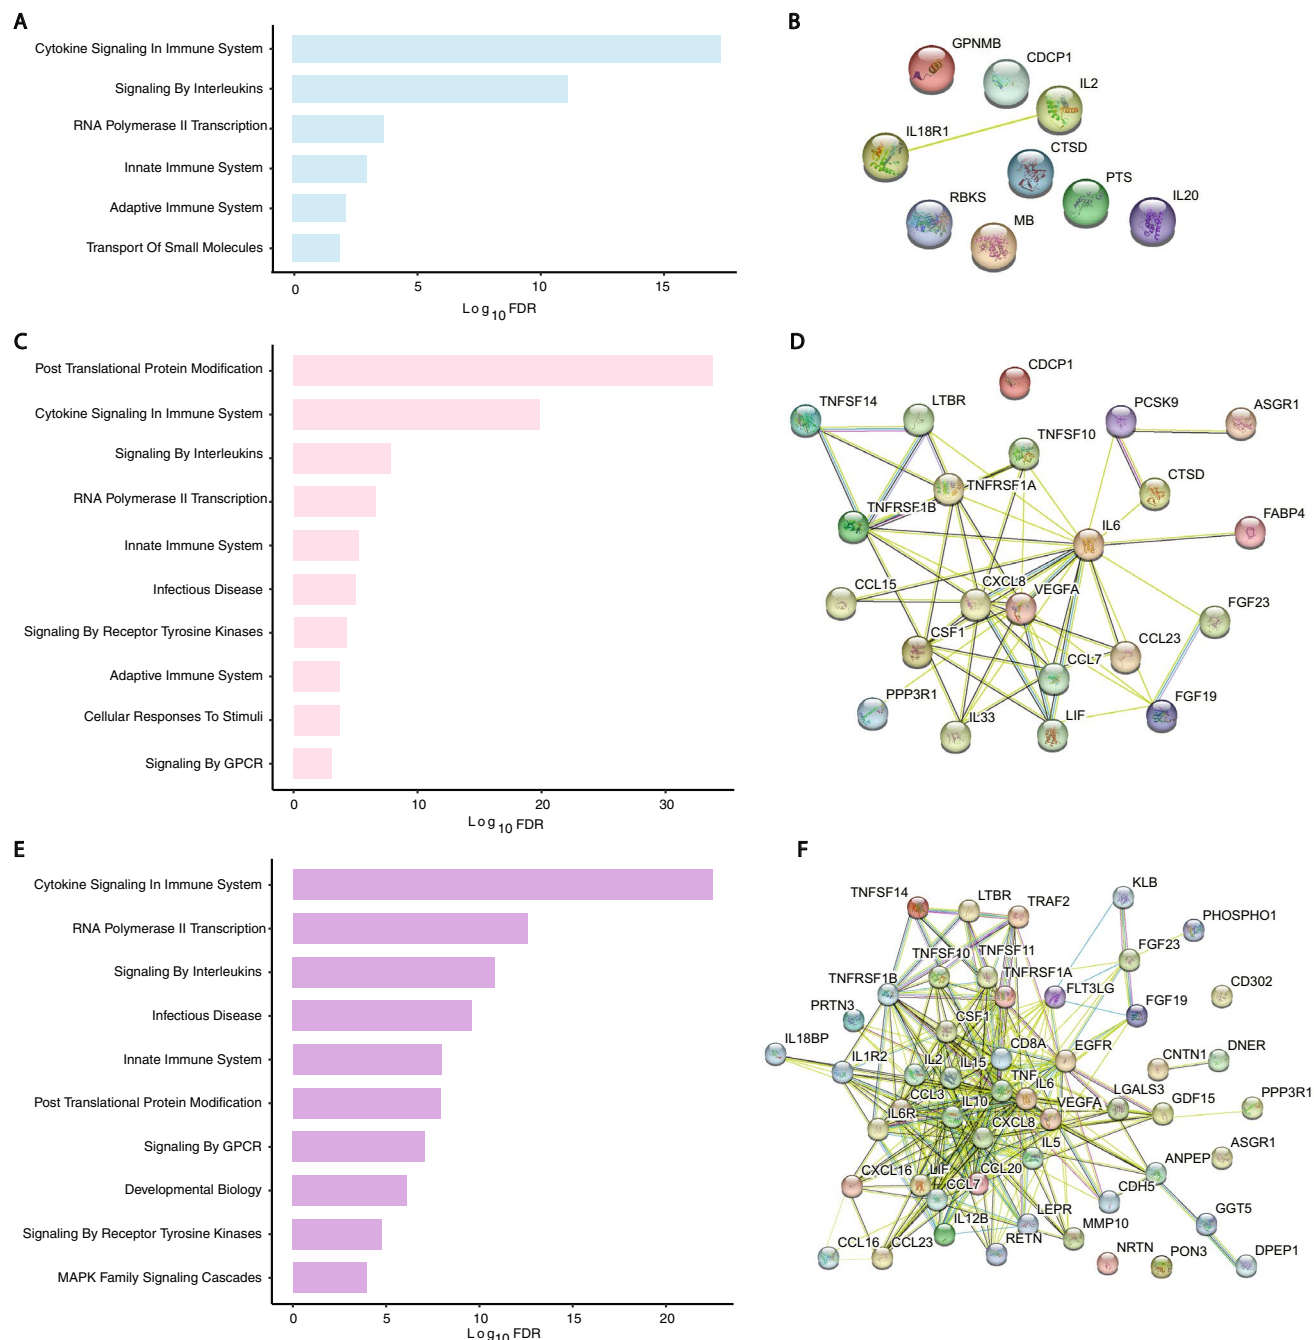 A
Cytokine Signaling In Immune System
Signaling By Interleukins
RNA Polymerase II Transcription
Innate Immune System
Adaptive Immune System
Transport Of Small Molecules
0 5 10 15
Log10 FDR
B
GPNMB
CDCP1
IL2
IL18R1
CTSD
PTS
IL20
RBKS
MB
C
Post Translational Protein Modification
Cytokine Signaling In Immune System
Signaling By Interleukins
RNA Polymerase II Transcription
Innate Immune System
Infectious Disease
Signaling By Receptor Tyrosine Kinases
Adaptive Immune System
Cellular Responses To Stimuli
Signaling By GPCR
0 10 20 30
Log10 FDR
D
CDCP1
TNFSF14
LTBR
PCSK9
ASGR1
TNFSF10
CTSD
TNFRSF1A
TNFRSF1B
IL6
FABP4
CCL15
CXCL8
VEGFA
FGF23
CSF1
CCL23
CCL7
PPP3R1
IL33
LIF
FGF19
E
Cytokine Signaling In Immune System
RNA Polymerase II Transcription
Signaling By Interleukins
Infectious Disease
Innate Immune System
Post Translational Protein Modification
Signaling By GPCR
Developmental Biology
Signaling By Receptor Tyrosine Kinases
MAPK Family Signaling Cascades
0 5 10 15 20
Log10 FDR
F
KLB
TNFSF14
LTBR
TRAF2
PHOSPHO1
FGF23
TNFSF10
TNFSF11
TNFRSF1B
TNFRSF1A
FLT3LG
CD302
FGF19
PRTN3
CSF1
IL18BP
IL1R2
IL2
IL15
CD8A
EGFR
CNTN1
DNER
TNF
IL6
CCL3
IL10
VEGFA
LGALS3
GDF15
PPP3R1
IL6R
CXCL8
IL5
ANPEP
ASGR1
CXCL16
LIF
CCL20
CCL7
CDH5
GGT5
IL12B
LEPR
MMP10
CCL16
CCL23
RETN
NRTN
PON3
DPEP1